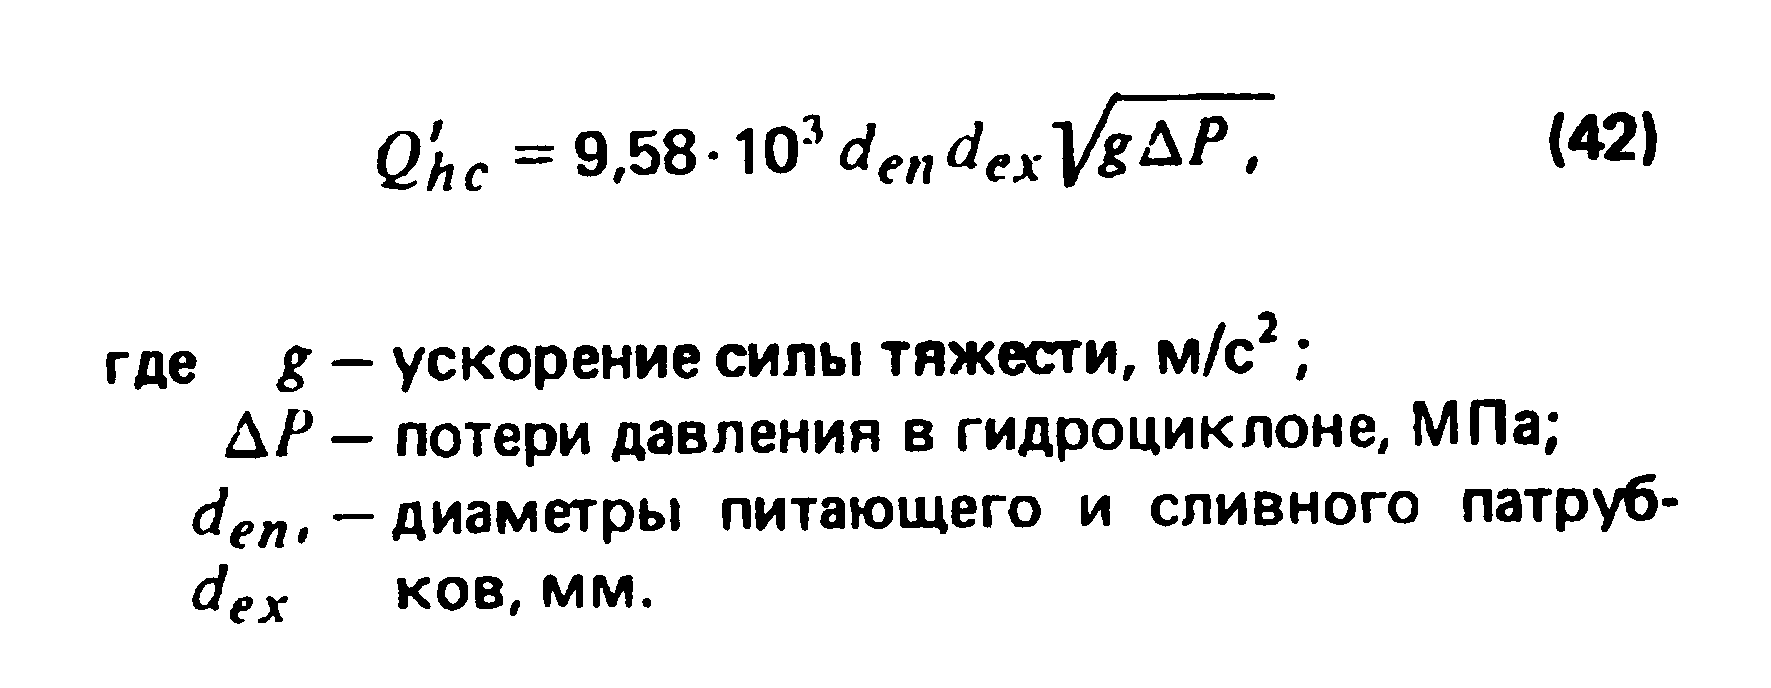 Q′hc = 9,58·10³ den dex √gΔP , (42)
где g — ускорение силы тяжести, м/с² ;
ΔP — потери давления в гидроциклоне, МПа;
den, — диаметры питающего и сливного патруб-
dex ков, мм.